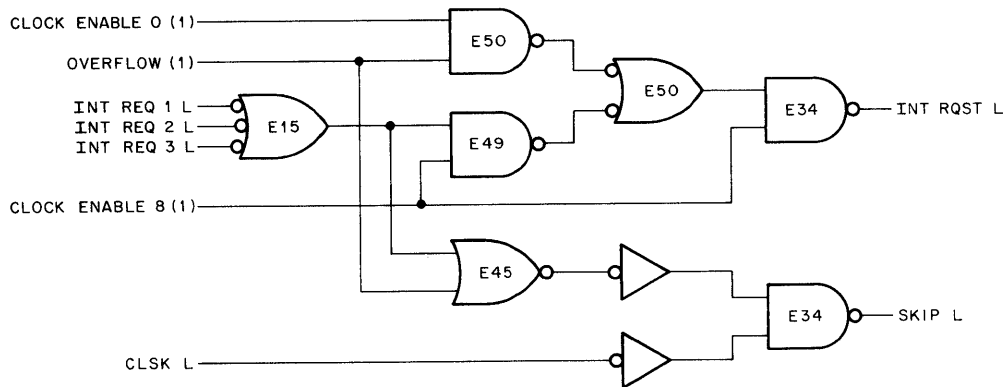 CLOCK ENABLE 0 (1)
E50
OVERFLOW (1)
E50
INT REQ 1 L
INT REQ 2 L
INT REQ 3 L
E15
E49
E34
INT RQST L
CLOCK ENABLE 8 (1)
E45
E34
SKIP L
CLSK L